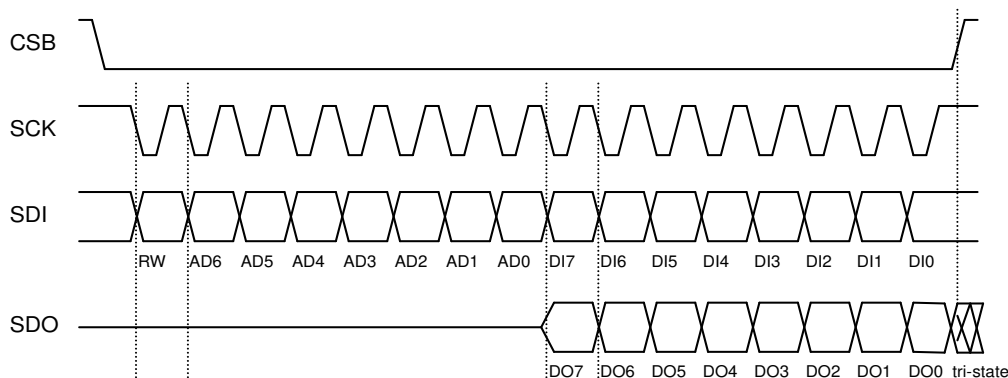 CSB
SCK
SDI
RW AD6 AD5 AD4 AD3 AD2 AD1 AD0 DI7 DI6 DI5 DI4 DI3 DI2 DI1 DI0
SDO
DO7 DO6 DO5 DO4 DO3 DO2 DO1 DO0 tri-state